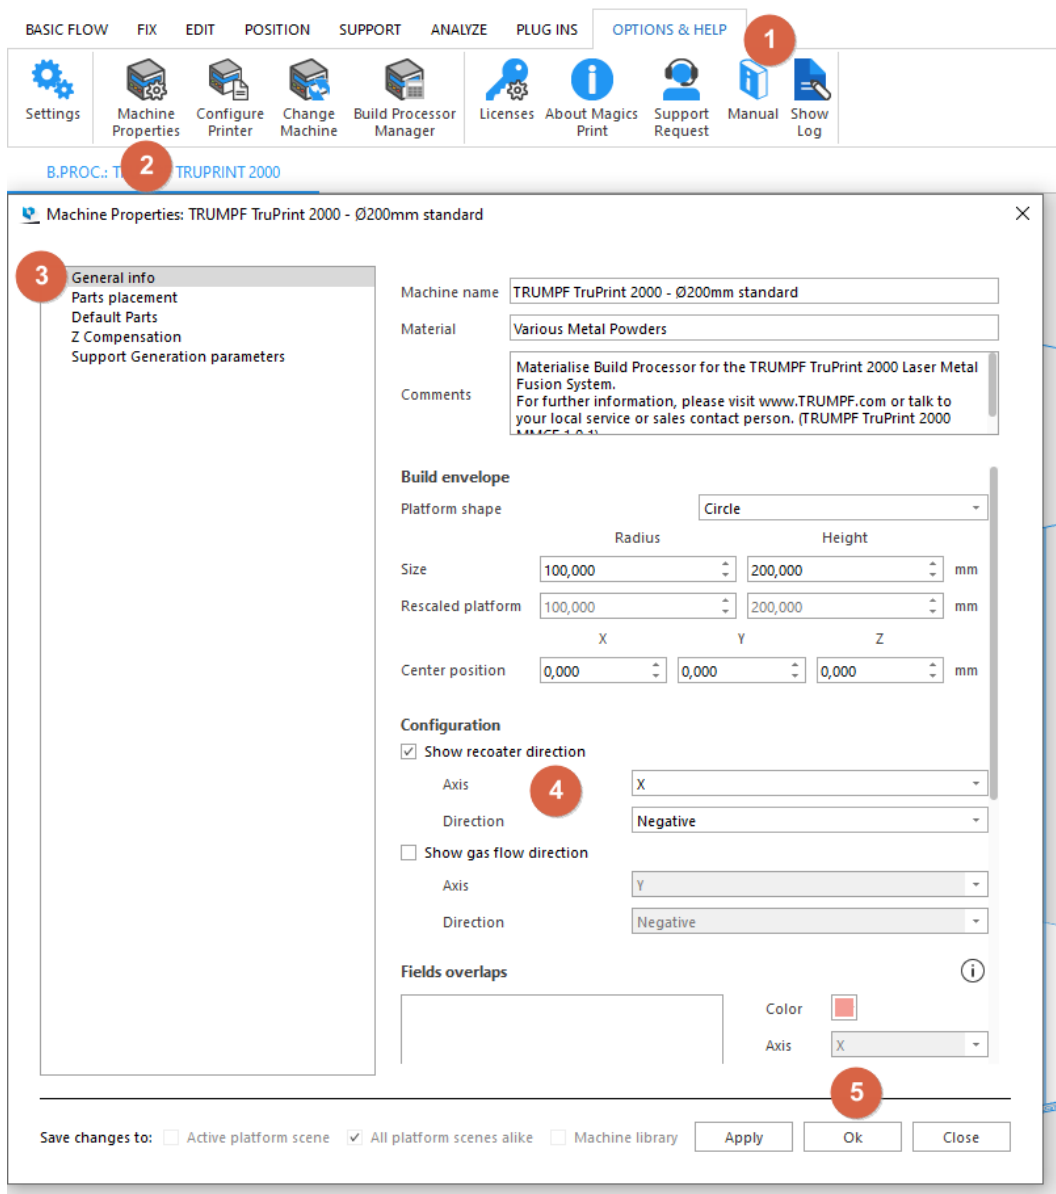 BASIC FLOW FIX EDIT POSITION SUPPORT ANALYZE PLUG INS OPTIONS & HELP 1
Settings Machine Properties Configure Printer Change Machine Build Processor Manager Licenses About Magics Print Support Request Manual Show Log
B.PROC.: T 2 TRUPRINT 2000
Machine Properties: TRUMPF TruPrint 2000 - Ø200mm standard
3
General info
Parts placement
Default Parts
Z Compensation
Support Generation parameters
Machine name TRUMPF TruPrint 2000 - Ø200mm standard
Material Various Metal Powders
Comments
Materialise Build Processor for the TRUMPF TruPrint 2000 Laser Metal
Fusion System.
For further information, please visit www.TRUMPF.com or talk to
your local service or sales contact person. (TRUMPF TruPrint 2000
Build envelope
Platform shape Circle
Radius Height
Size 100,000 200,000 mm
Rescaled platform 100,000 200,000 mm
X Y Z
Center position 0,000 0,000 0,000 mm
Configuration
Show recoater direction
Axis 4 X
Direction Negative
Show gas flow direction
Axis Y
Direction Negative
Fields overlaps i
Color
Axis X
5
Save changes to: Active platform scene All platform scenes alike Machine library Apply Ok Close